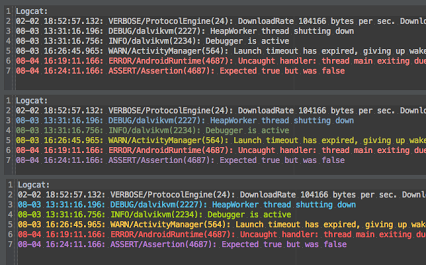 1 Logcat:
2 02-02 18:52:57.132: VERBOSE/ProtocolEngine(24): DownloadRate 104166 bytes per sec. Downl
3 08-03 13:31:16.196: DEBUG/dalvikvm(2227): HeapWorker thread shutting down
4 08-03 13:31:16.756: INFO/dalvikvm(2234): Debugger is active
5 08-03 16:26:45.965: WARN/ActivityManager(564): Launch timeout has expired, giving up wake
6 08-04 16:19:11.166: ERROR/AndroidRuntime(4687): Uncaught handler: thread main exiting due
7 08-04 16:24:11.166: ASSERT/Assertion(4687): Expected true but was false
1 Logcat:
2 02-02 18:52:57.132: VERBOSE/ProtocolEngine(24): DownloadRate 104166 bytes per sec. Downl
3 08-03 13:31:16.196: DEBUG/dalvikvm(2227): HeapWorker thread shutting down
4 08-03 13:31:16.756: INFO/dalvikvm(2234): Debugger is active
5 08-03 16:26:45.965: WARN/ActivityManager(564): Launch timeout has expired, giving up wake
6 08-04 16:19:11.166: ERROR/AndroidRuntime(4687): Uncaught handler: thread main exiting due
7 08-04 16:24:11.166: ASSERT/Assertion(4687): Expected true but was false
1 Logcat:
2 02-02 18:52:57.132: VERBOSE/ProtocolEngine(24): DownloadRate 104166 bytes per sec. Down
3 08-03 13:31:16.196: DEBUG/dalvikvm(2227): HeapWorker thread shutting down
4 08-03 13:31:16.756: INFO/dalvikvm(2234): Debugger is active
5 08-03 16:26:45.965: WARN/ActivityManager(564): Launch timeout has expired, giving up wak
6 08-04 16:19:11.166: ERROR/AndroidRuntime(4687): Uncaught handler: thread main exiting du
7 08-04 16:24:11.166: ASSERT/Assertion(4687): Expected true but was false